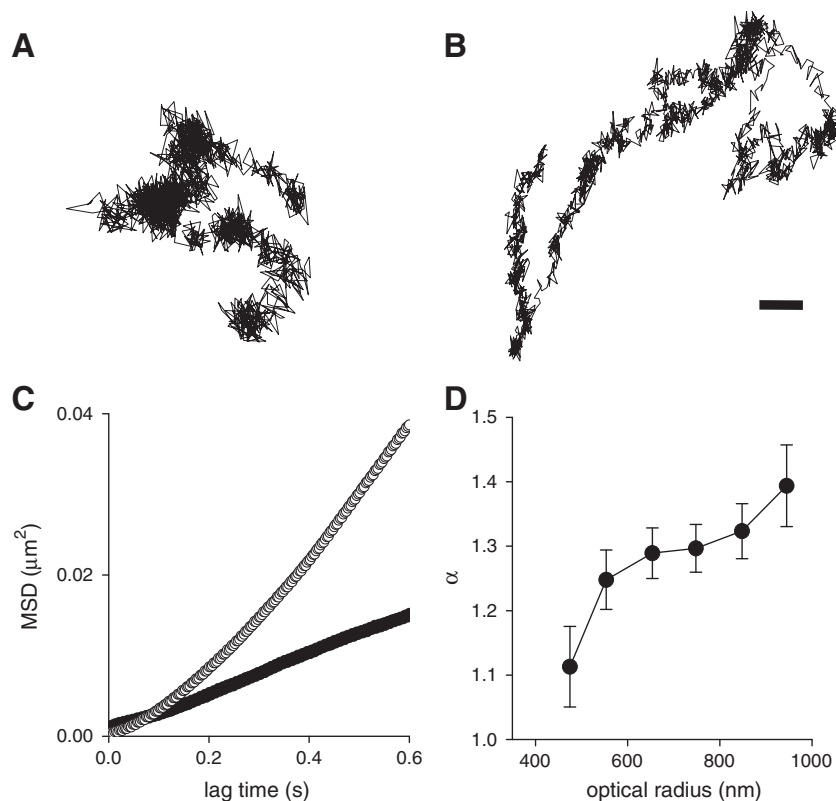 A
B
C
D
0.04
0.02
0.00
MSD (μm²)
0.0 0.2 0.4 0.6
lag time (s)
1.5
1.4
1.3
1.2
1.1
1.0
α
400 600 800 1000
optical radius (nm)